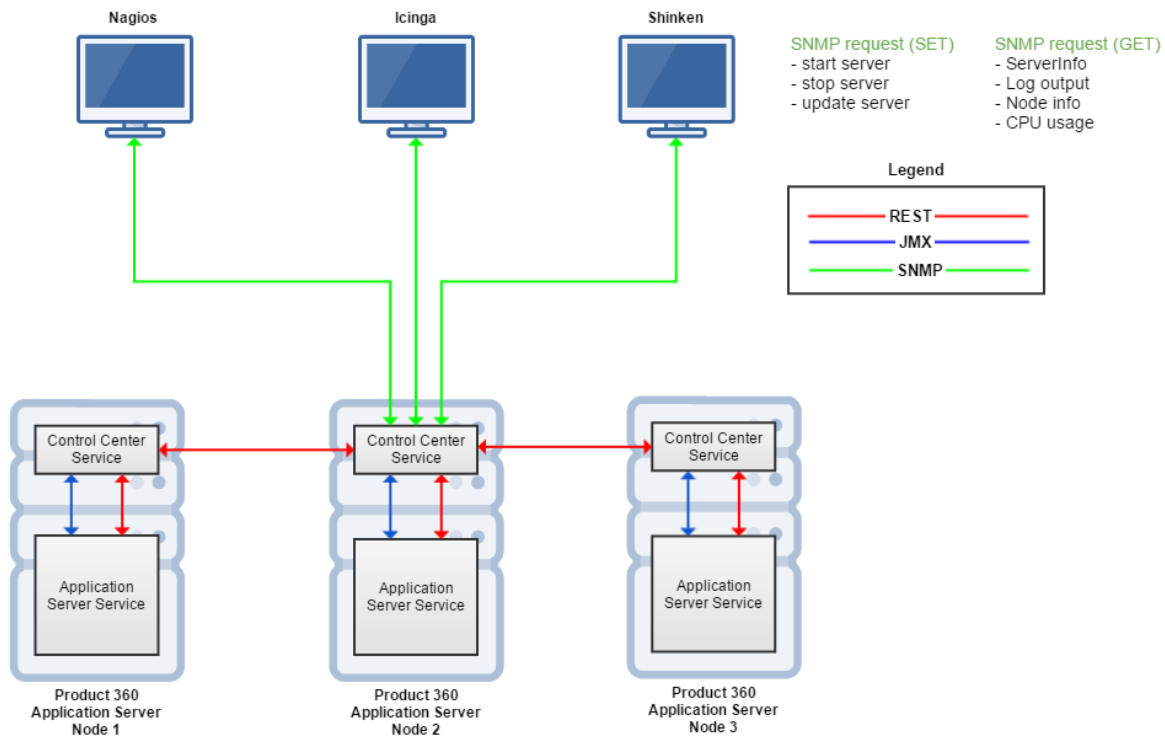 Nagios
Icinga
Shinken
SNMP request (SET)
- start server
- stop server
- update server
SNMP request (GET)
- ServerInfo
- Log output
- Node info
- CPU usage
Legend
REST
JMX
SNMP
Control Center
Service
Control Center
Service
Control Center
Service
Application
Server Service
Application
Server Service
Application
Server Service
Product 360
Application Server
Node 1
Product 360
Application Server
Node 2
Product 360
Application Server
Node 3